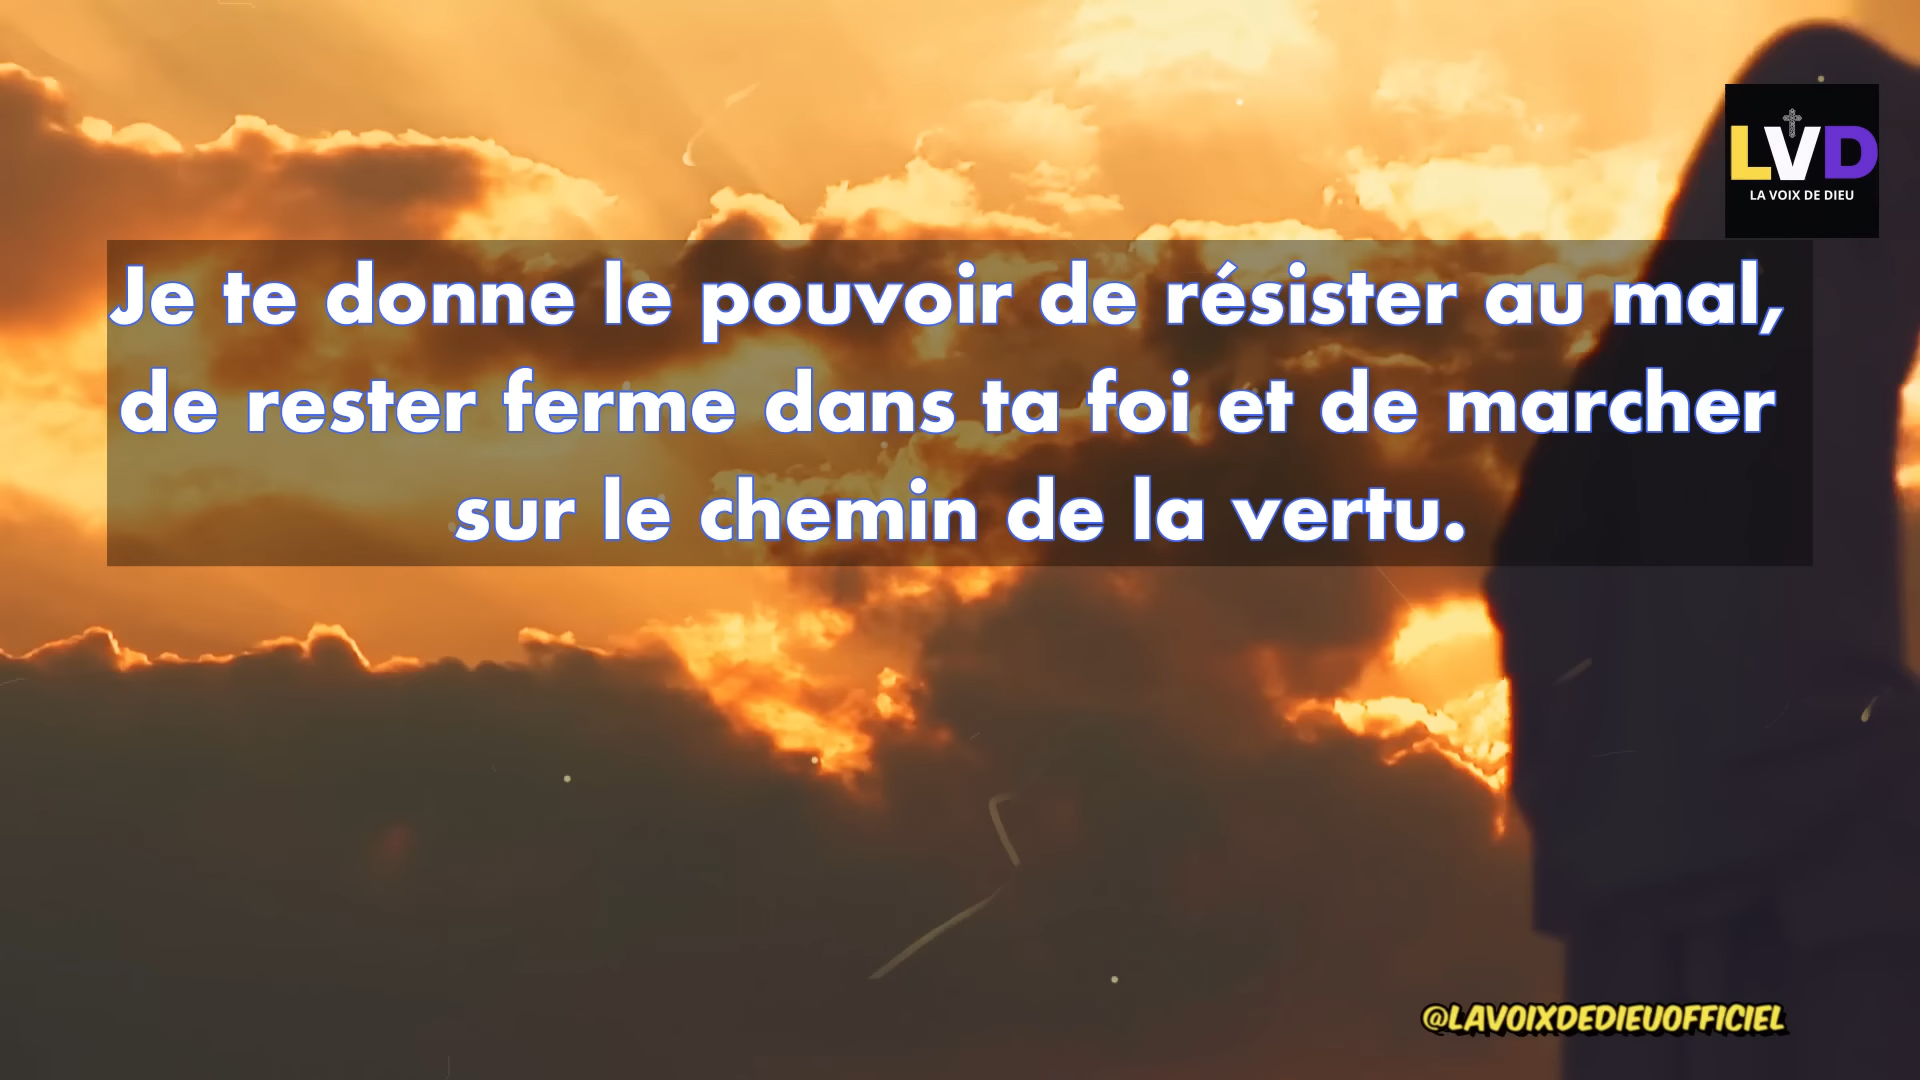 LVD
LA VOIX DE DIEU
Je te donne le pouvoir de résister au mal,
de rester ferme dans ta foi et de marcher
sur le chemin de la vertu.
@LAVOIXDEDIEUOFFICIEL